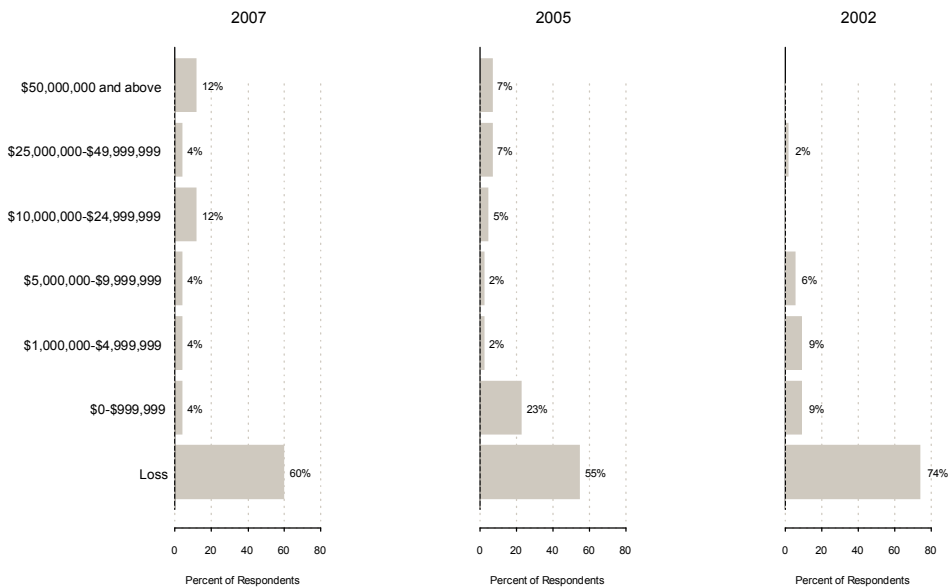 2007 2005 2002
$50,000,000 and above 12% 7%
$25,000,000-$49,999,999 4% 7% 2%
$10,000,000-$24,999,999 12% 5%
$5,000,000-$9,999,999 4% 2% 6%
$1,000,000-$4,999,999 4% 2% 9%
$0-$999,999 4% 23% 9%
Loss 60% 55% 74%
0 20 40 60 80 0 20 40 60 80 0 20 40 60 80
Percent of Respondents Percent of Respondents Percent of Respondents